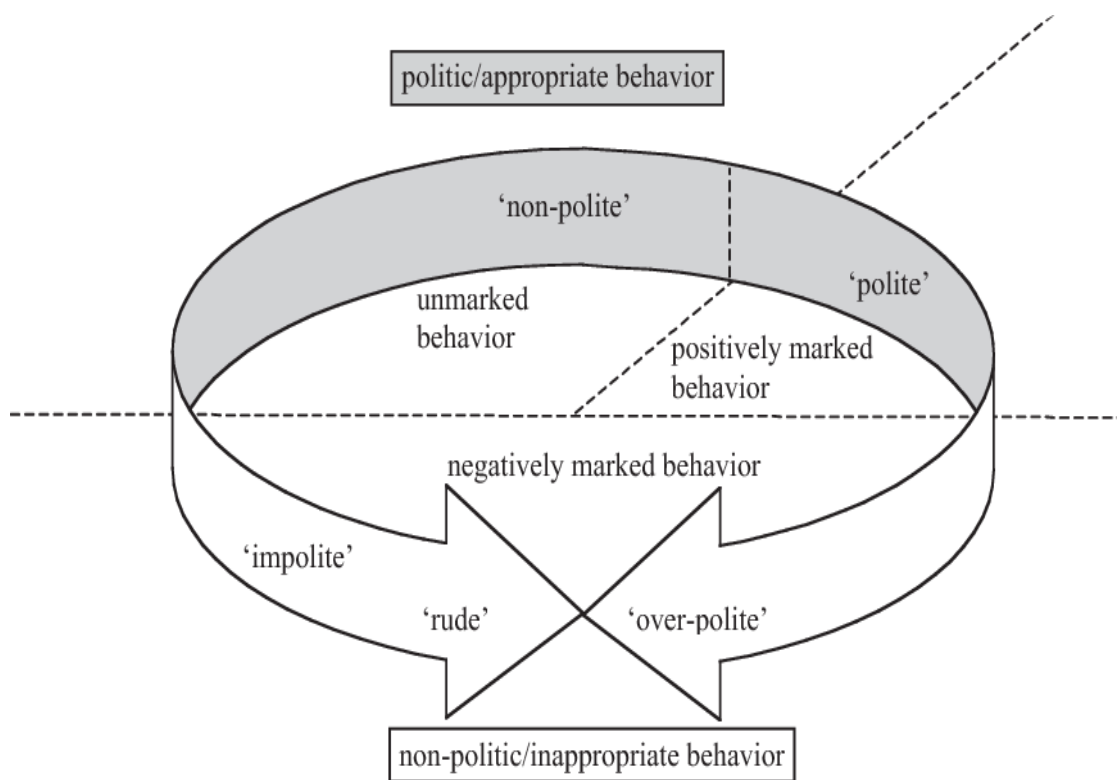 politic/appropriate behavior
‘non-polite’
‘polite’
unmarked
behavior
positively marked
behavior
negatively marked behavior
‘impolite’
‘rude’
‘over-polite’
non-politic/inappropriate behavior